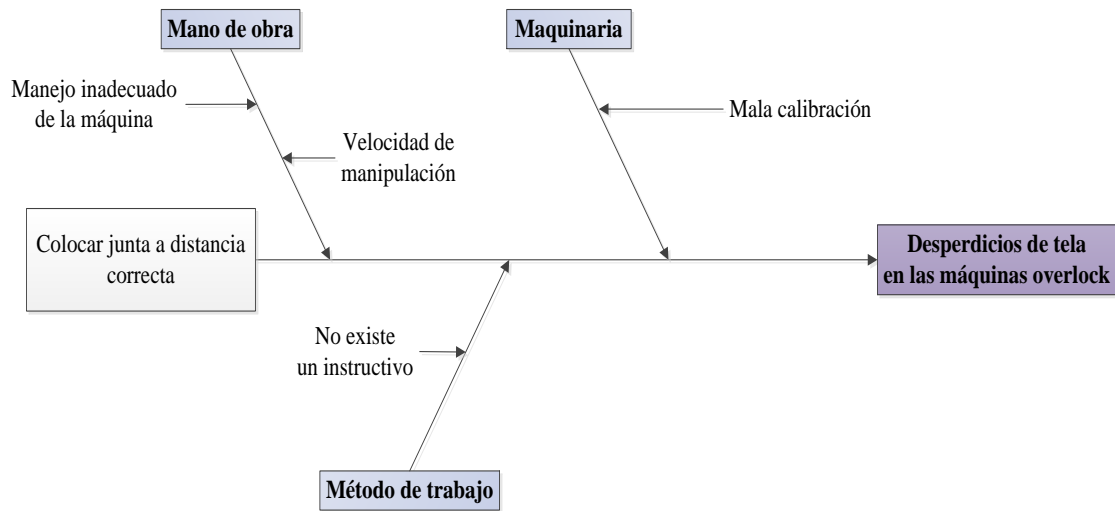 Mano de obra
Maquinaria
Manejo inadecuado
de la máquina
Mala calibración
Velocidad de
manipulación
Colocar junta a distancia
correcta
Desperdicios de tela
en las máquinas overlock
No existe
un instructivo
Método de trabajo